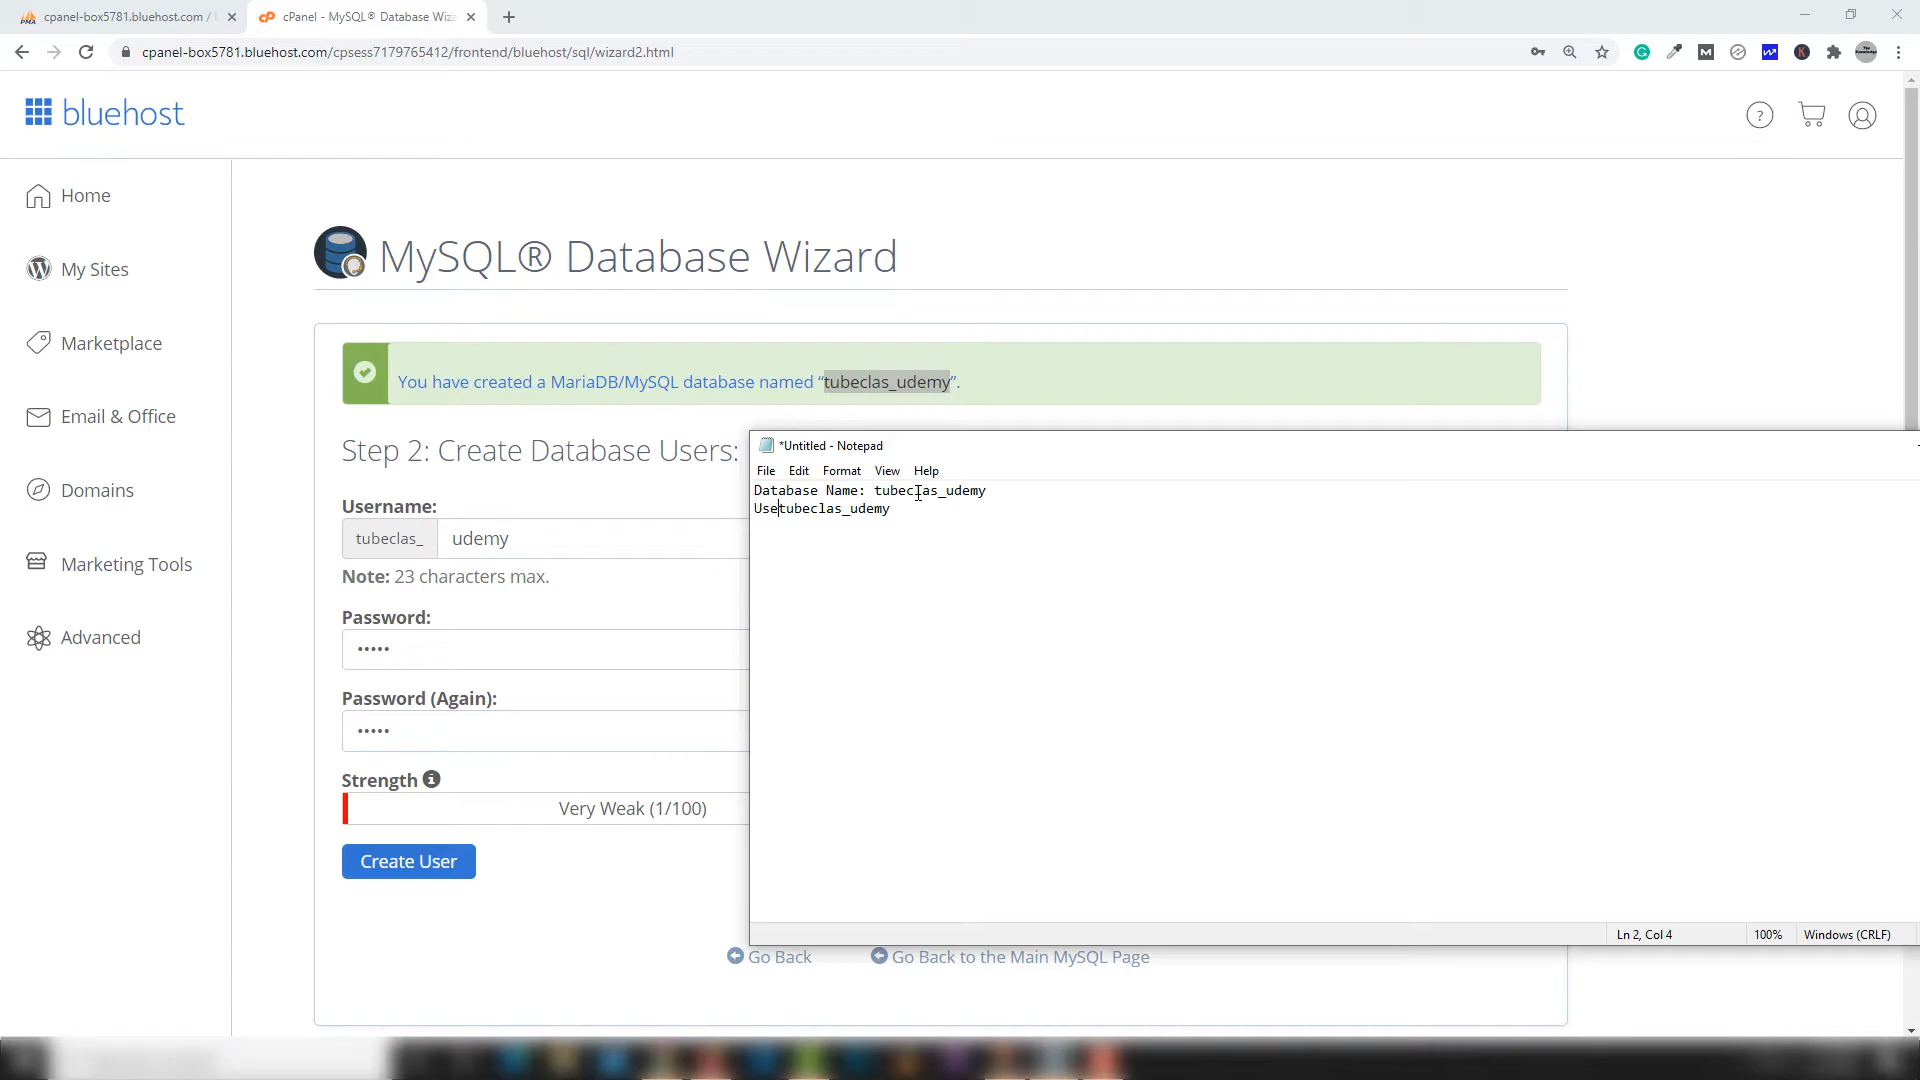 cpanel-box5781.bluehost.com /
cPanel - MySQL® Database Wiza
cpanel-box5781.bluehost.com/cpsess7179765412/frontend/bluehost/sql/wizard2.html
bluehost
Home
My Sites
Marketplace
Email & Office
Domains
Marketing Tools
Advanced
MySQL® Database Wizard
You have created a MariaDB/MySQL database named “tubeclas_udemy”.
Step 2: Create Database Users:
Username:
tubeclas_ udemy
Note: 23 characters max.
Password:
•••••
Password (Again):
•••••
Strength
Very Weak (1/100)
Create User
Go Back
Go Back to the Main MySQL Page
*Untitled - Notepad
File Edit Format View Help
Database Name: tubeclas_udemy
Usetubeclas_udemy
Ln 2, Col 4 100% Windows (CRLF)